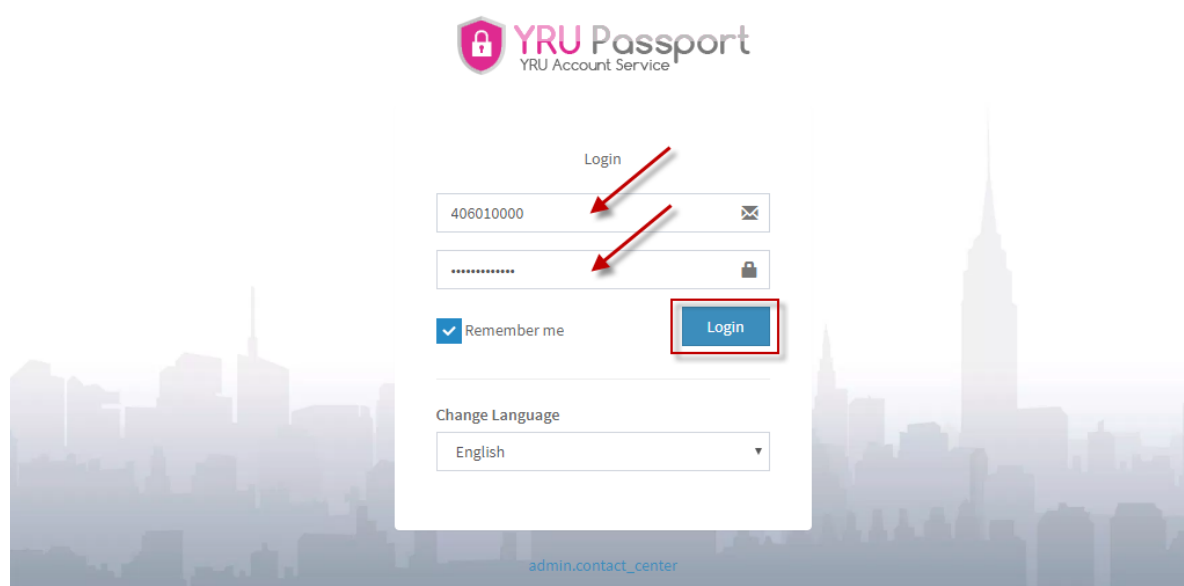 YRU Passport
YRU Account Service
Login
406010000
•••••••••••••
Remember me
Login
Change Language
English
admin.contact_center